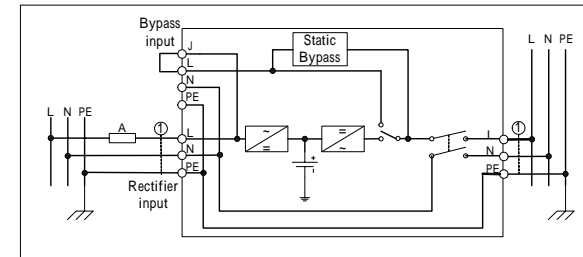 Bypass
input
J
L
N
PE
Static
Bypass
L N PE
L N PE
A
1
L
N
PE
Rectifier
input
~
=
=
~
+
-
L
N
PE
1